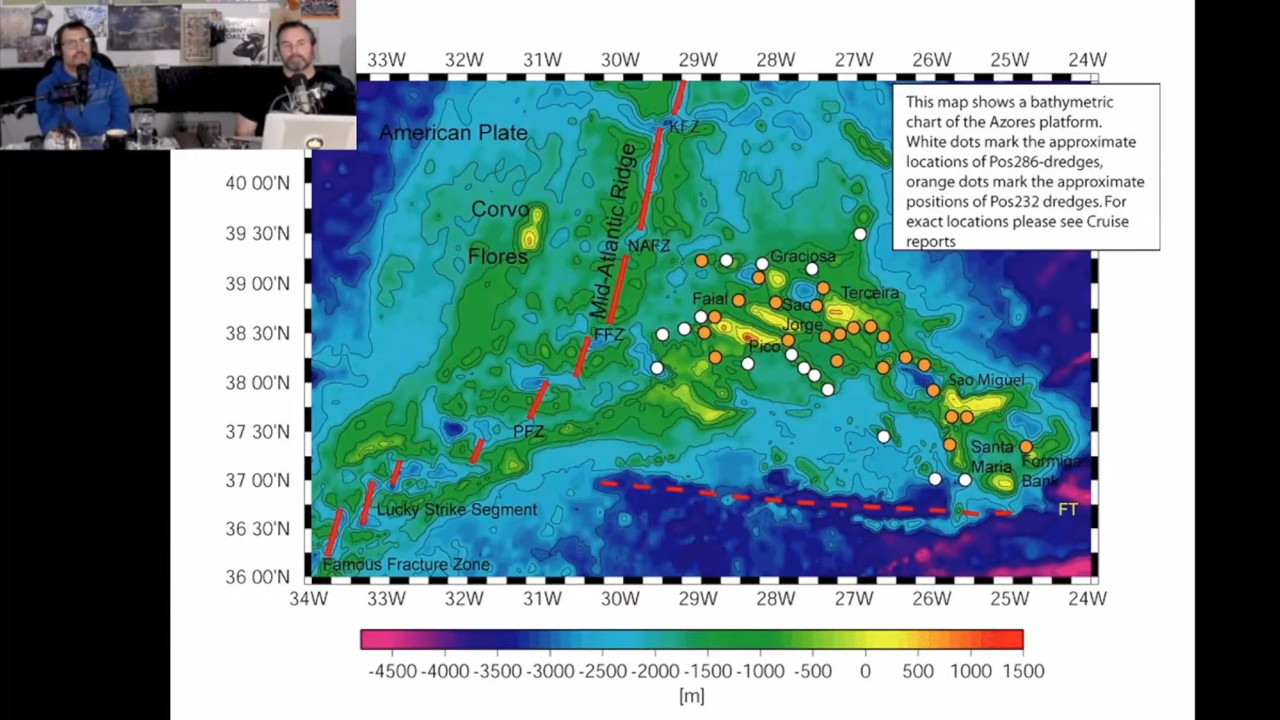 33W 32W 31W 30W 29W 28W 27W 26W 25W 24W
This map shows a bathymetric
chart of the Azores platform.
White dots mark the approximate
locations of Pos286-dredges,
orange dots mark the approximate
positions of Pos232 dredges. For
exact locations please see Cruise
reports
American Plate
KFZ
Mid-Atlantic Ridge
40 00'N
Corvo
39 30'N
NAFZ
Flores
Graciosa
39 00'N
Terceira
Faial
Sao
Jorge
38 30'N
FFZ
Pico
38 00'N
Sao Miguel
37 30'N
PFZ
Santa
Maria
Formiga
Bank
37 00'N
Lucky Strike Segment
FT
36 30'N
Famous Fracture Zone
36 00'N
34W 33W 32W 31W 30W 29W 28W 27W 26W 25W 24W
-4500 -4000 -3500 -3000 -2500 -2000 -1500 -1000 -500 0 500 1000 1500
[m]